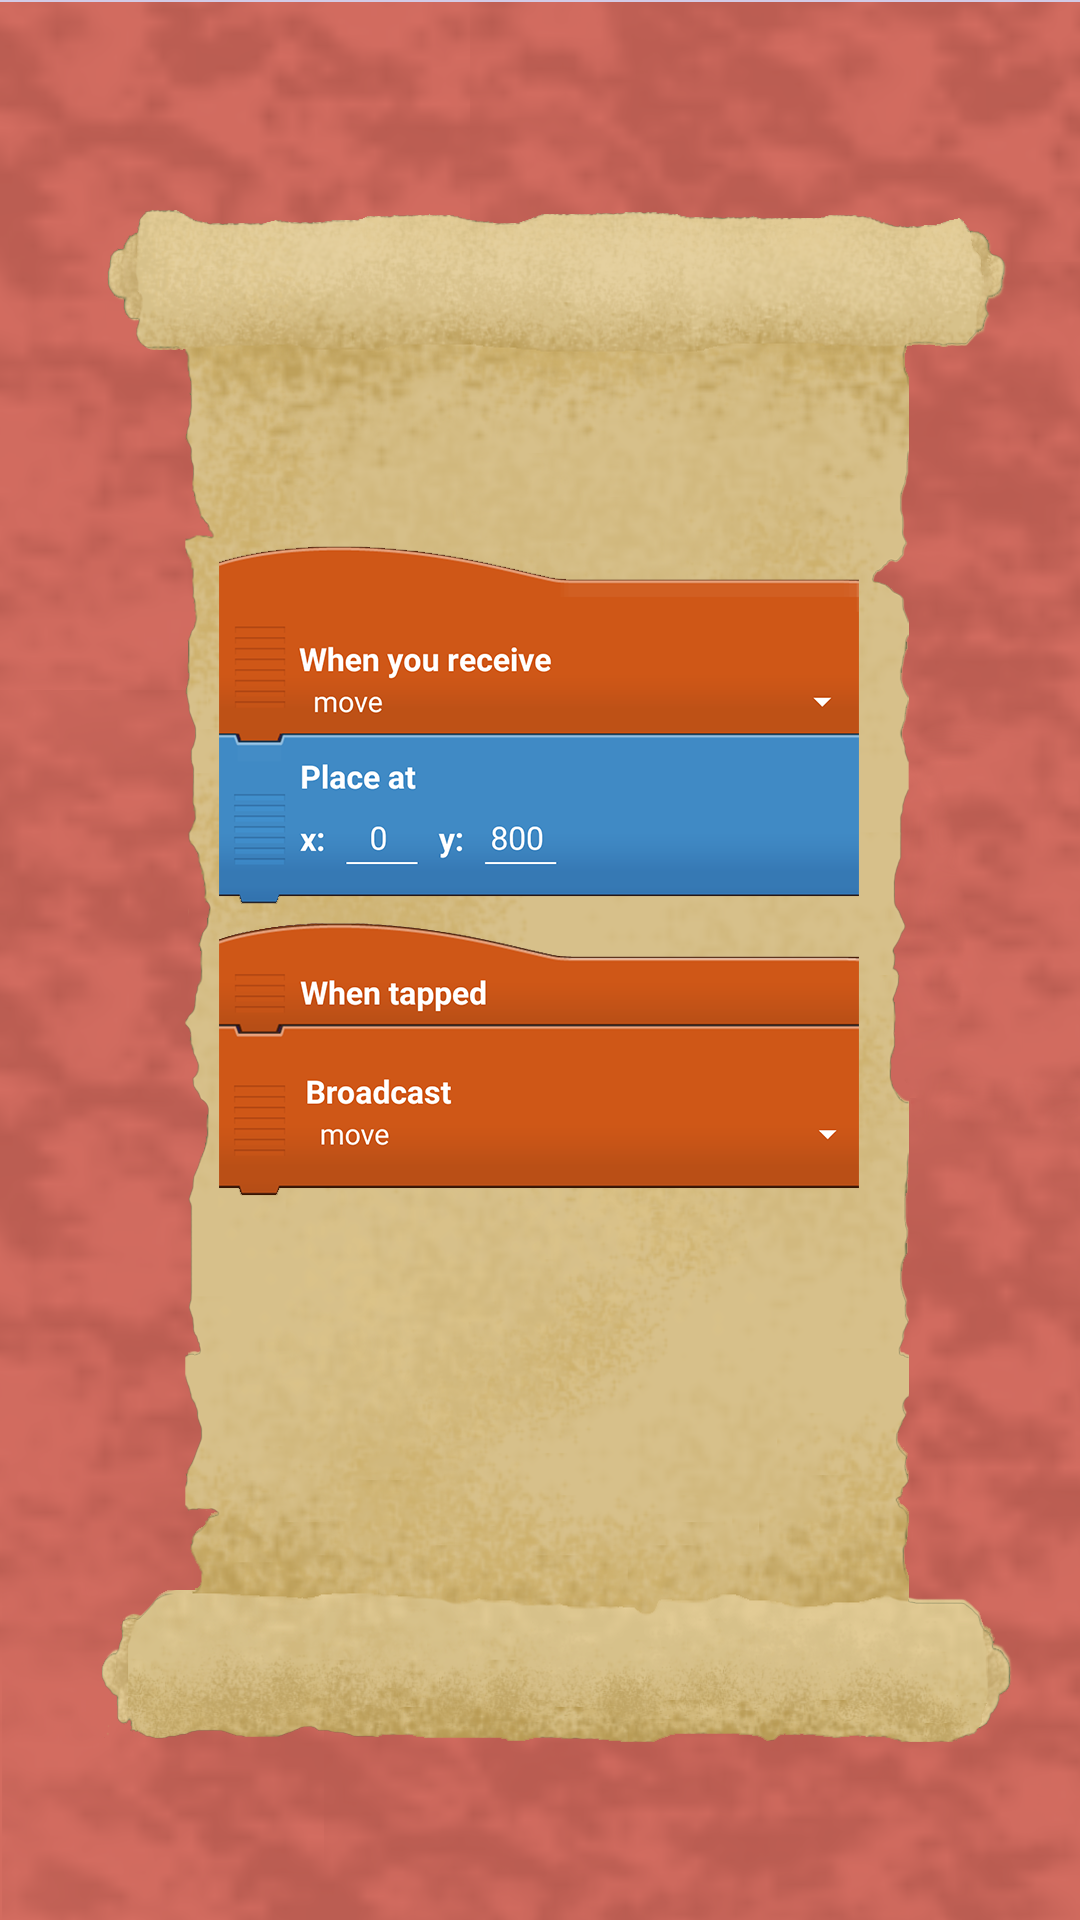 When you receive
move
Place at
x: 0 y: 800
When tapped
Broadcast
move